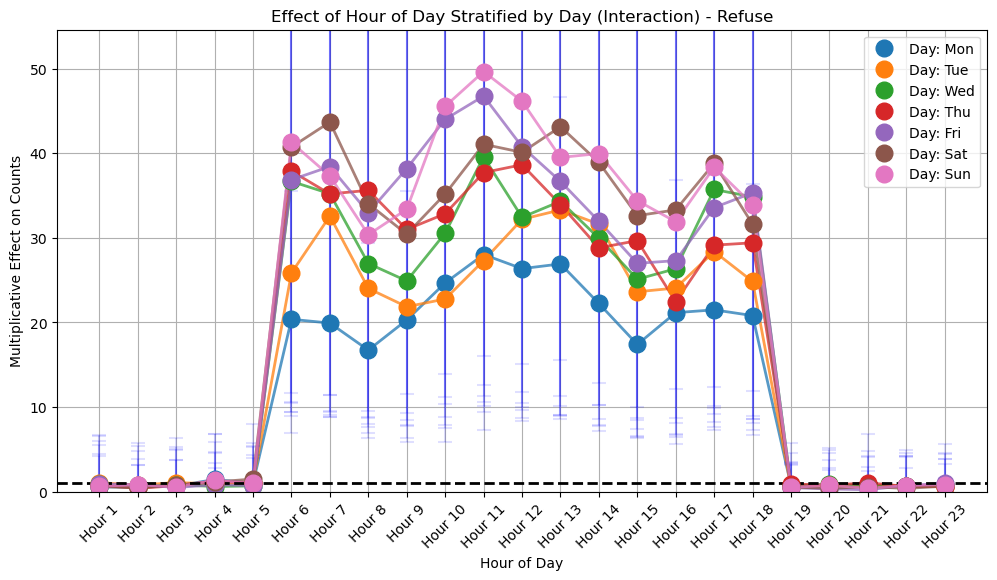 Effect of Hour of Day Stratified by Day (Interaction) - Refuse
Multiplicative Effect on Counts
50
40
30
20
10
0
Day: Mon
Day: Tue
Day: Wed
Day: Thu
Day: Fri
Day: Sat
Day: Sun
Hour 1
Hour 2
Hour 3
Hour 4
Hour 5
Hour 6
Hour 7
Hour 8
Hour 9
Hour 10
Hour 11
Hour 12
Hour 13
Hour 14
Hour 15
Hour 16
Hour 17
Hour 18
Hour 19
Hour 20
Hour 21
Hour 22
Hour 23
Hour of Day